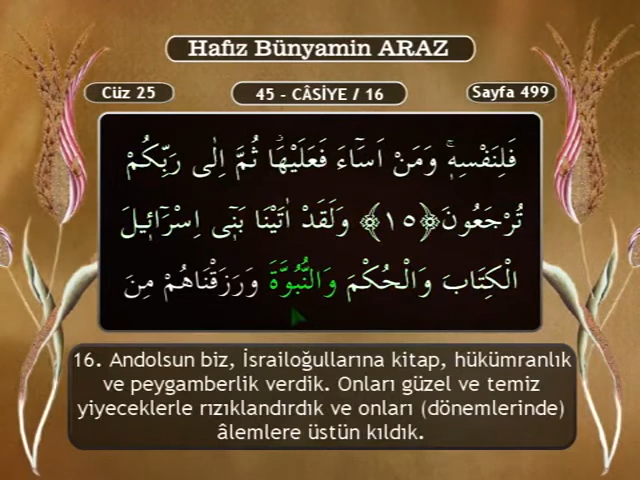 Hafız Bünyamin ARAZ
Cüz 25
45 - CÂSİYE / 16
Sayfa 499
فَلِنَفْسِهٖۚ وَمَنْ اَسَٓاءَ فَعَلَيْهَاۘ ثُمَّ اِلٰى رَبِّكُمْ
تُرْجَعُونَ ﴿١٥﴾ وَلَقَدْ اٰتَيْنَا بَنٖٓى اِسْرَٓائٖيلَ
الْكِتَابَ وَالْحُكْمَ وَالنُّبُوَّةَ وَرَزَقْنَاهُمْ مِنَ
16. Andolsun biz, İsrailoğullarına kitap, hükümranlık
ve peygamberlik verdik. Onları güzel ve temiz
yiyeceklerle rızıklandırdık ve onları (dönemlerinde)
âlemlere üstün kıldık.